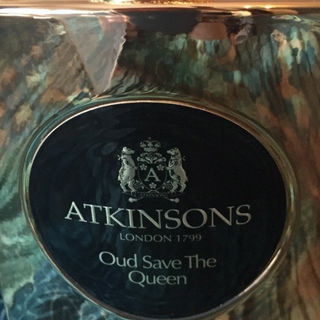 A
ATKINSONS
LONDON 1799
Oud Save The
Queen